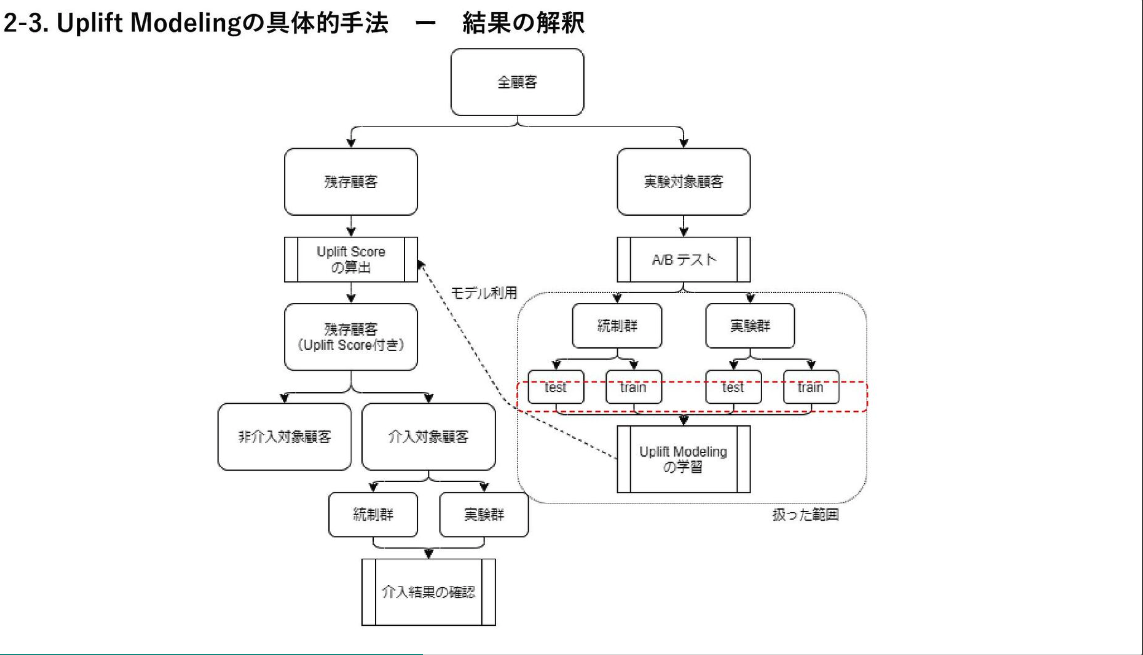 2-3. Uplift Modelingの具体的手法　ー　結果の解釈
全顧客
残存顧客
実験対象顧客
Uplift Score
の算出
A/B テスト
モデル利用
残存顧客
（Uplift Score付き）
統制群
実験群
test
train
test
train
非介入対象顧客
介入対象顧客
Uplift Modeling
の学習
統制群
実験群
扱った範囲
介入結果の確認